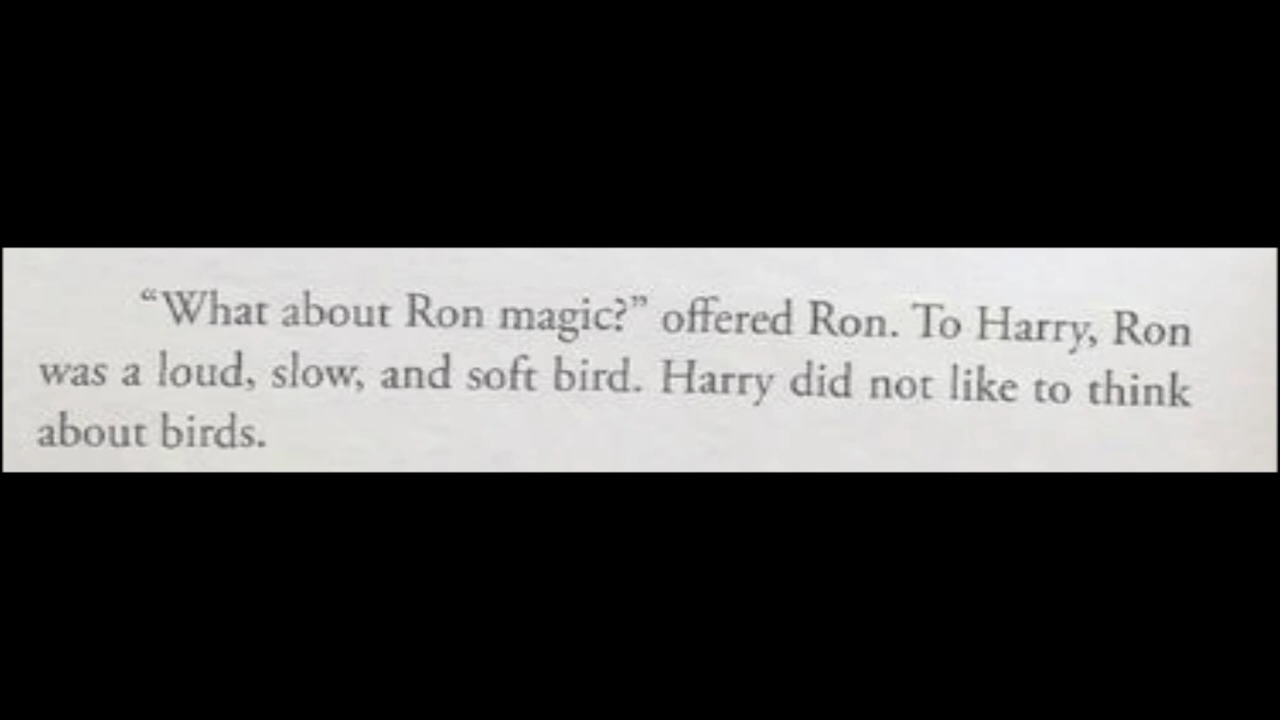 “What about Ron magic?” offered Ron. To Harry, Ron
was a loud, slow, and soft bird. Harry did not like to think
about birds.